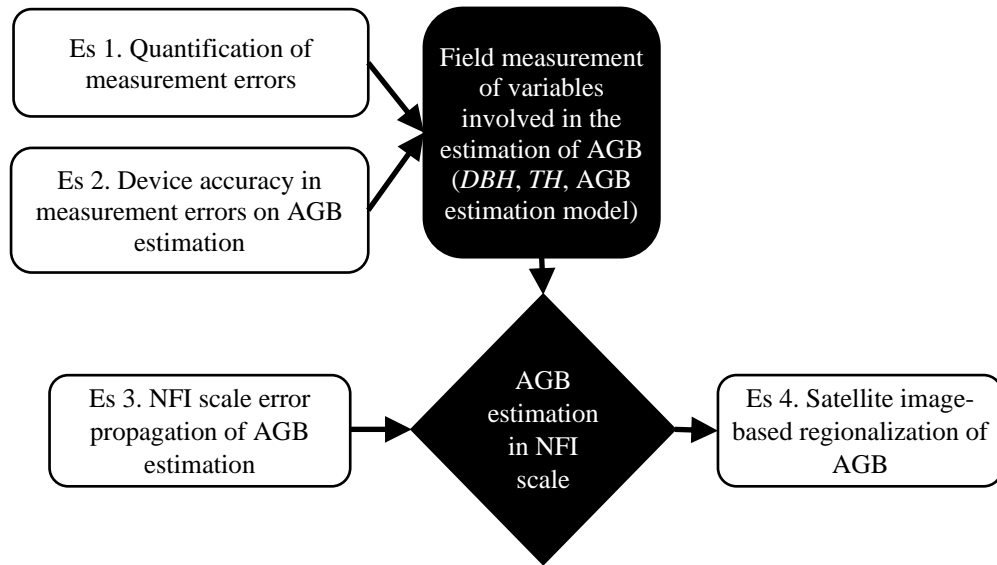 Es 1. Quantification of
measurement errors
Field measurement
of variables
involved in the
estimation of AGB
(DBH, TH, AGB
estimation model)
Es 2. Device accuracy in
measurement errors on AGB
estimation
Es 3. NFI scale error
propagation of AGB
estimation
AGB
estimation
in NFI
scale
Es 4. Satellite image-
based regionalization of
AGB